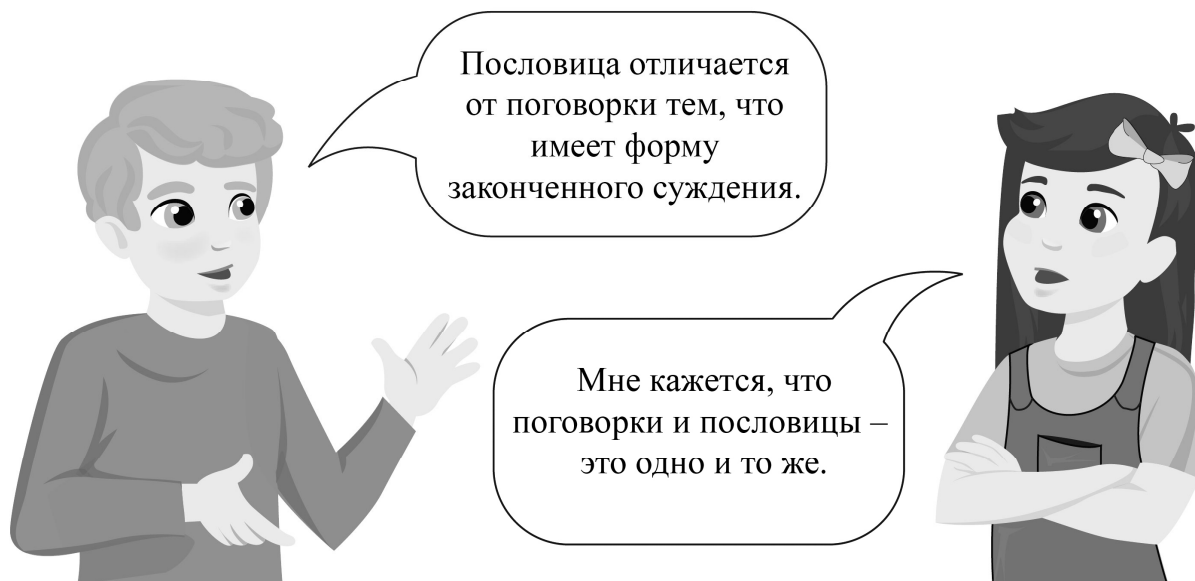 Пословица отличается
от поговорки тем, что
имеет форму
законченного суждения.
Мне кажется, что
поговорки и пословицы –
это одно и то же.